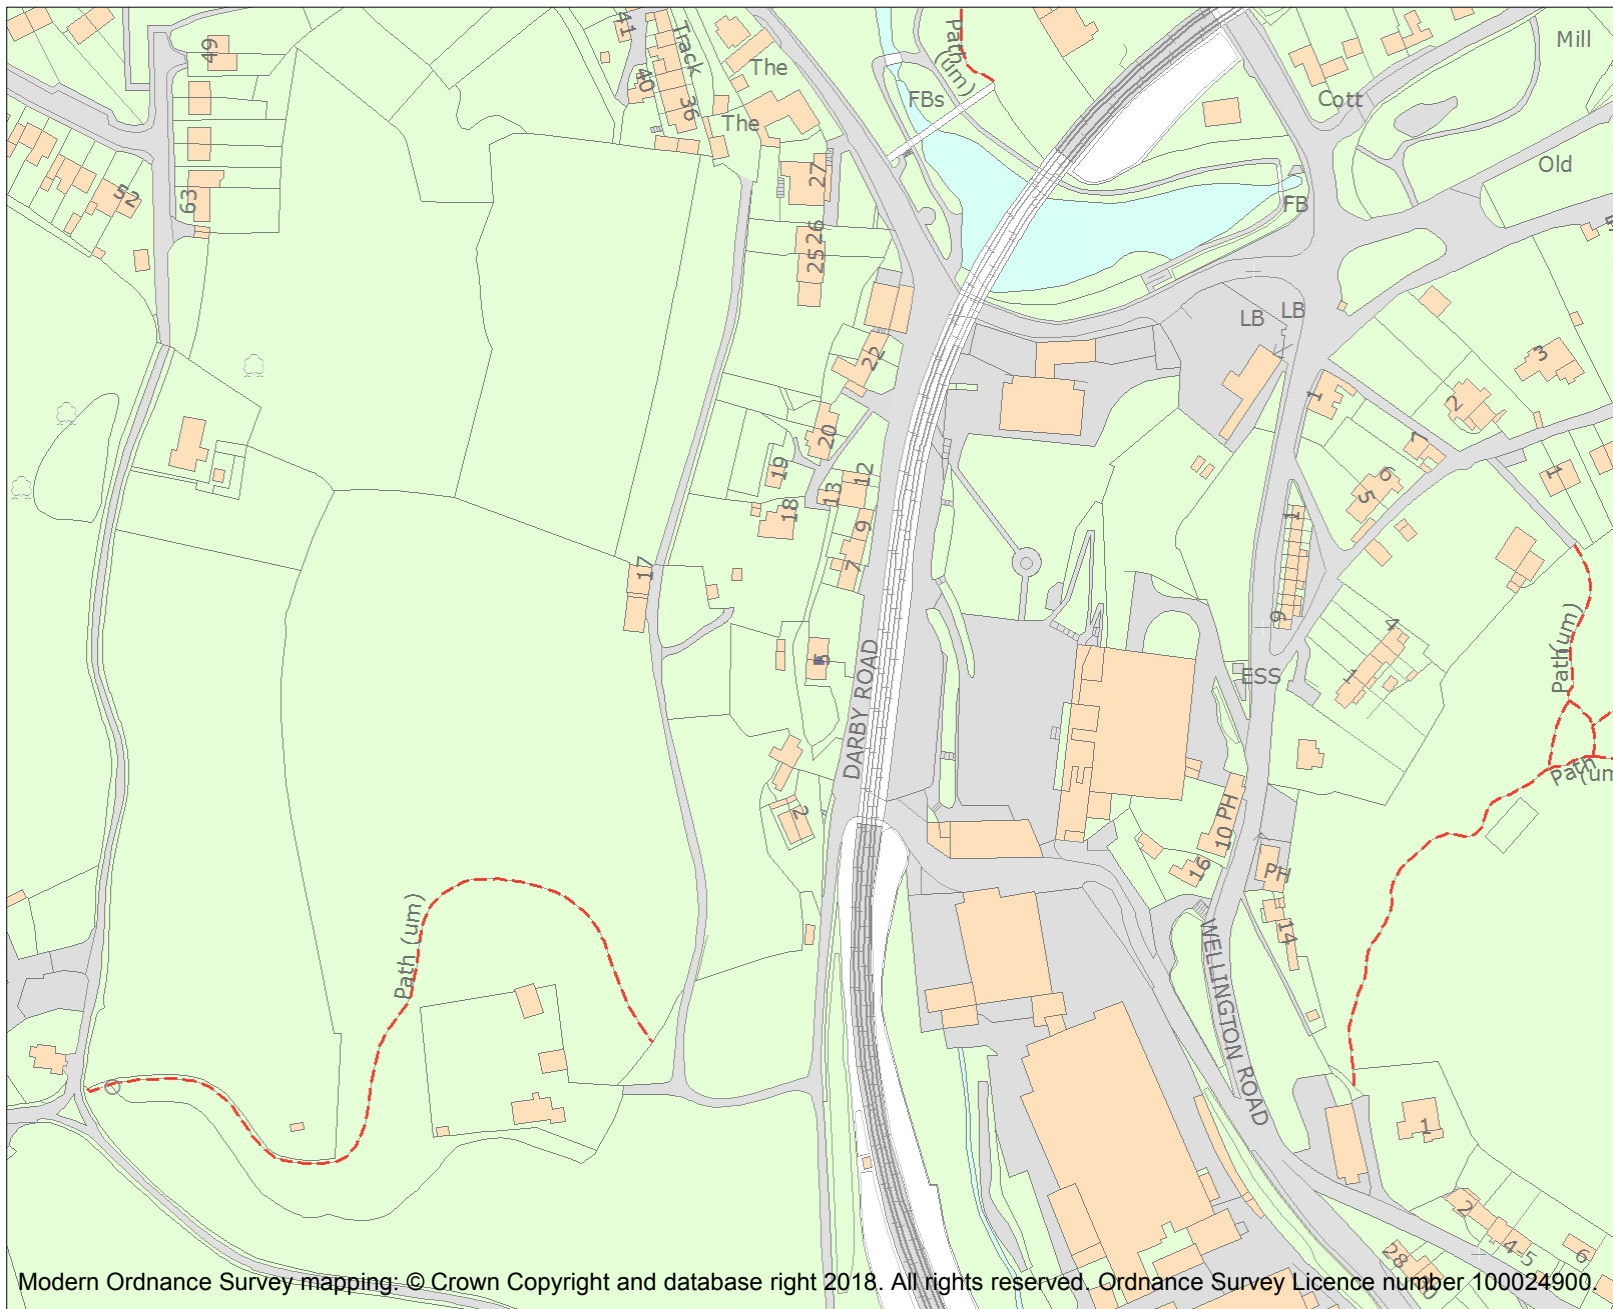 41
Track
49
The
Path
(um)
Mill
40
36
The
FBs
Cott
Old
27
52
63
FB
26
25
LB
LB
22
3
1
2
20
7
19
12
13
6
5
1
18
9
1
7
17
9
4
5
DARBY ROAD
ESS
1
Path(um)
Path
(um
2
10 PH
16
PH
14
Path (um)
WELLINGTON ROAD
1
2
4-5
6
28
Modern Ordnance Survey mapping: © Crown Copyright and database right 2018. All rights reserved. Ordnance Survey Licence number 100024900.